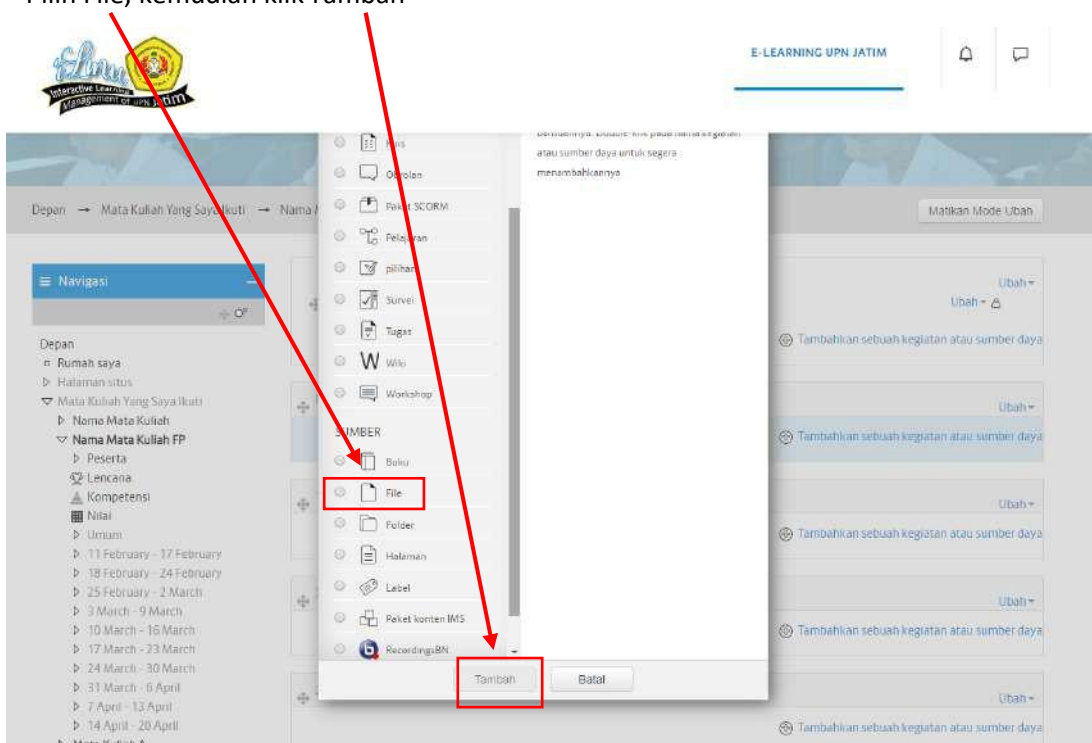 Pilih File, kemudian klik Tambah
Interactive Learning
Management of UPN Jatim
E-LEARNING UPN JATIM
atau sumber daya untuk segera
menambahkannya
Kuis
Obrolan
Paket SCORM
Pelajaran
pilihan
Survei
Tugas
Wiki
Workshop
SUMBER
Buku
File
Folder
Halaman
Label
Paket konten IMS
RecordingsBN
Tambah
Batal
Depan → Mata Kuliah Yang Saya Ikuti → Nama
Matikan Mode Ubah
Navigasi
Depan
Rumah saya
Halaman situs
Mata Kuliah Yang Saya Ikuti
Nama Mata Kuliah
Nama Mata Kuliah FP
Peserta
Lencana
Kompetensi
Nilai
Umum
11 February - 17 February
18 February - 24 February
25 February - 2 March
3 March - 9 March
10 March - 16 March
17 March - 23 March
24 March - 30 March
31 March - 6 April
7 April - 13 April
14 April - 20 April
Mata Kuliah A
Ubah
Ubah
Tambahkan sebuah kegiatan atau sumber daya
Ubah
Tambahkan sebuah kegiatan atau sumber daya
Ubah
Tambahkan sebuah kegiatan atau sumber daya
Ubah
Tambahkan sebuah kegiatan atau sumber daya
Ubah
Tambahkan sebuah kegiatan atau sumber daya